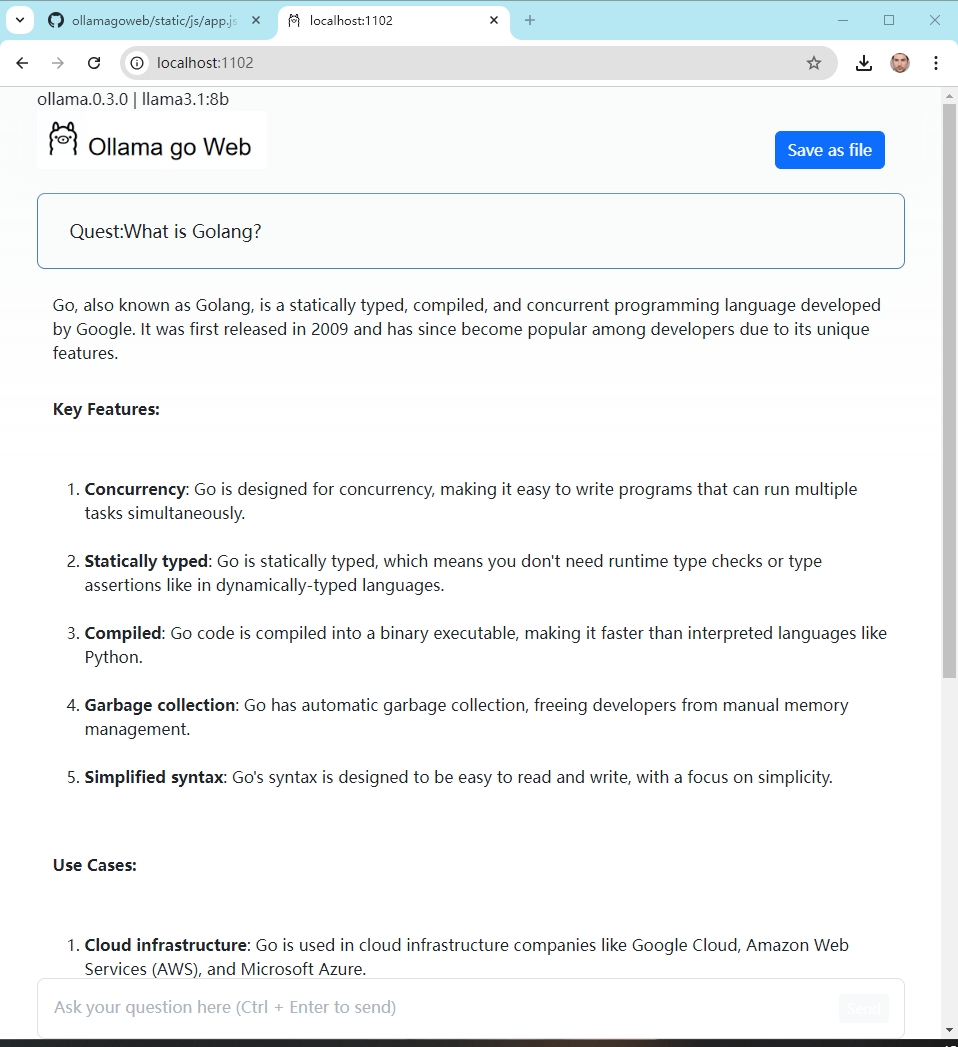 ollamagoweb/static/js/app.js
localhost:1102
localhost:1102
ollama.0.3.0 | llama3.1:8b
Ollama go Web
Save as file
Quest:What is Golang?
Go, also known as Golang, is a statically typed, compiled, and concurrent programming language developed
by Google. It was first released in 2009 and has since become popular among developers due to its unique
features.
Key Features:
1. Concurrency: Go is designed for concurrency, making it easy to write programs that can run multiple
tasks simultaneously.
2. Statically typed: Go is statically typed, which means you don't need runtime type checks or type
assertions like in dynamically-typed languages.
3. Compiled: Go code is compiled into a binary executable, making it faster than interpreted languages like
Python.
4. Garbage collection: Go has automatic garbage collection, freeing developers from manual memory
management.
5. Simplified syntax: Go's syntax is designed to be easy to read and write, with a focus on simplicity.
Use Cases:
1. Cloud infrastructure: Go is used in cloud infrastructure companies like Google Cloud, Amazon Web
Services (AWS), and Microsoft Azure.
Ask your question here (Ctrl + Enter to send)
Send